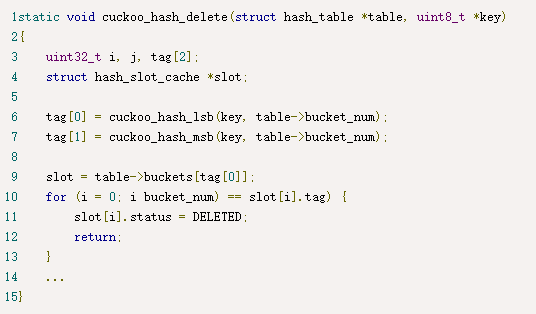 1static void cuckoo_hash_delete(struct hash_table *table, uint8_t *key)
2{
3    uint32_t i, j, tag[2];
4    struct hash_slot_cache *slot;
5
6    tag[0] = cuckoo_hash_lsb(key, table->bucket_num);
7    tag[1] = cuckoo_hash_msb(key, table->bucket_num);
8
9    slot = table->buckets[tag[0]];
10    for (i = 0; i bucket_num) == slot[i].tag) {
11        slot[i].status = DELETED;
12        return;
13    }
14    ...
15}